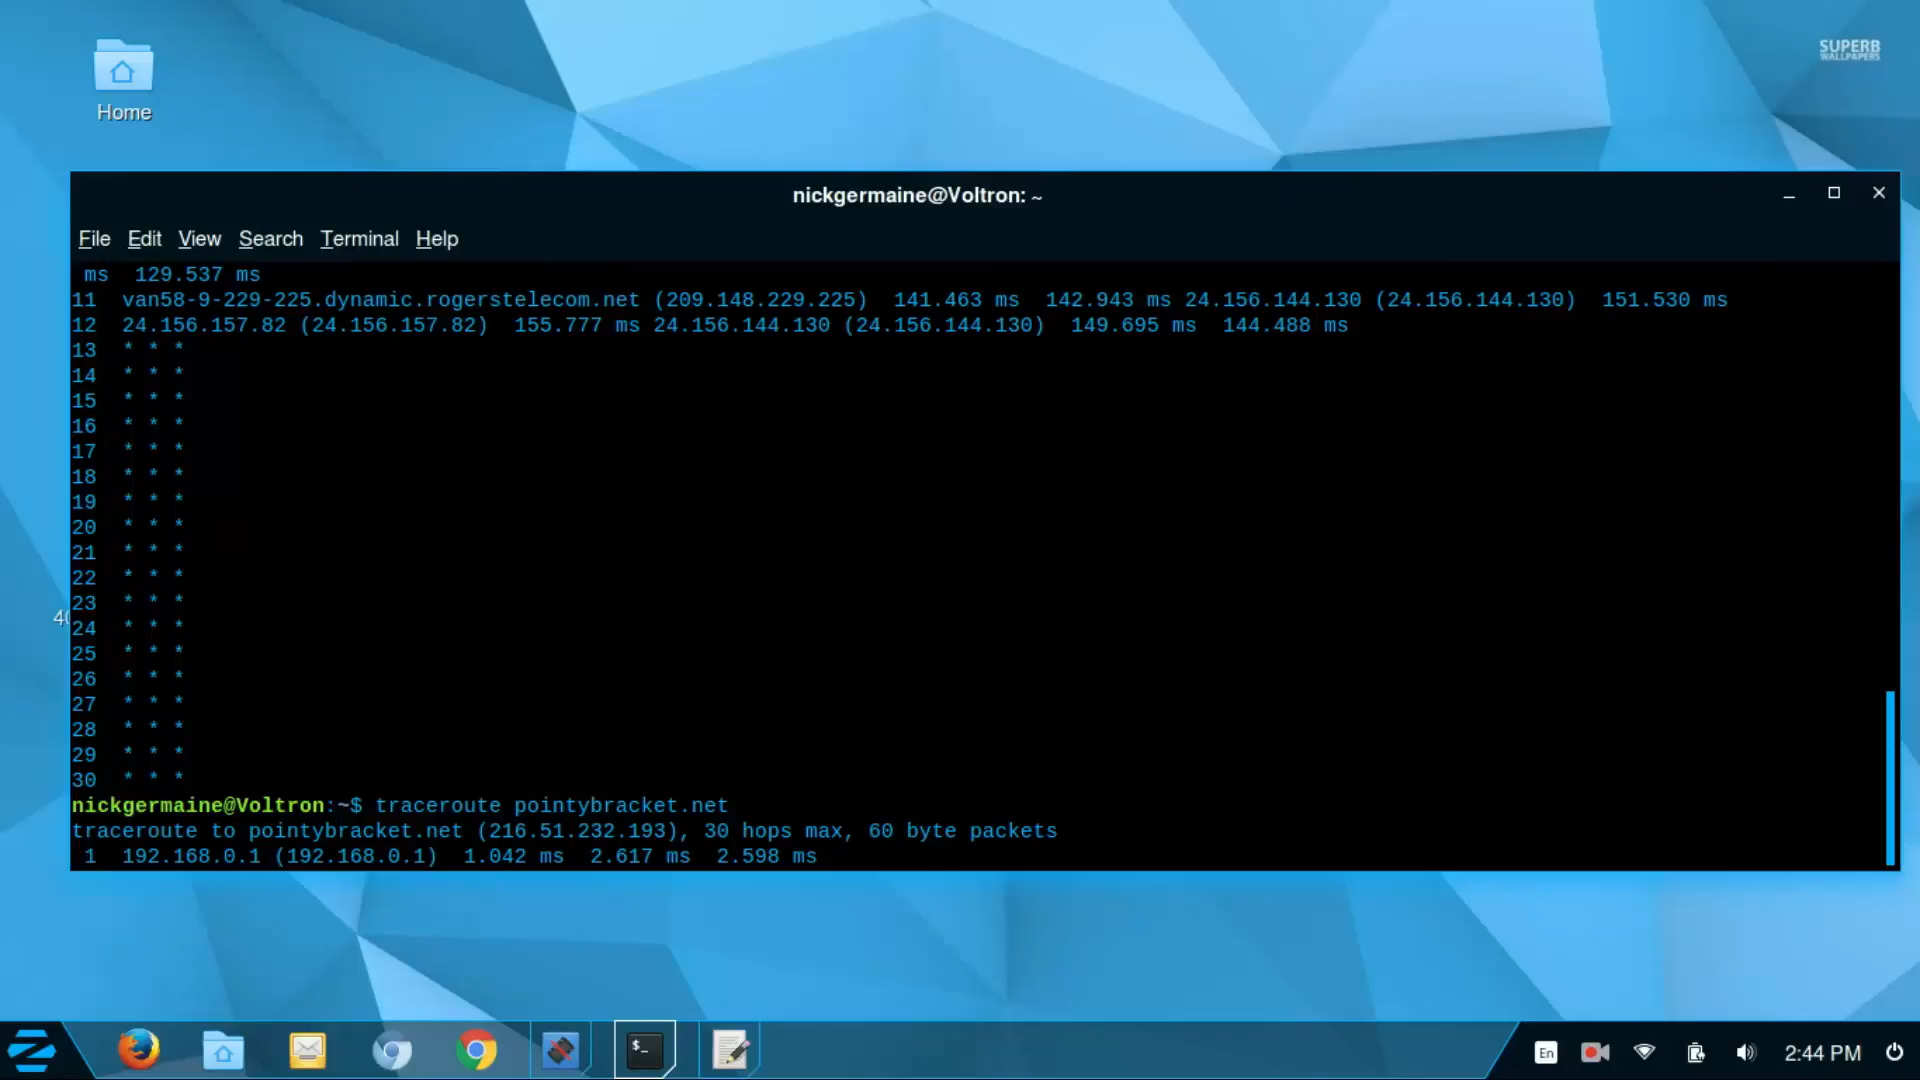 SUPERB
WALLPAPERS
Home
nickgermaine@Voltron: ~
File Edit View Search Terminal Help
ms 129.537 ms
11 van58-9-229-225.dynamic.rogerstelecom.net (209.148.229.225) 141.463 ms 142.943 ms 24.156.144.130 (24.156.144.130) 151.530 ms
12 24.156.157.82 (24.156.157.82) 155.777 ms 24.156.144.130 (24.156.144.130) 149.695 ms 144.488 ms
13 * * *
14 * * *
15 * * *
16 * * *
17 * * *
18 * * *
19 * * *
20 * * *
21 * * *
22 * * *
23 * * *
24 * * *
25 * * *
26 * * *
27 * * *
28 * * *
29 * * *
30 * * *
nickgermaine@Voltron:~$ traceroute pointybracket.net
traceroute to pointybracket.net (216.51.232.193), 30 hops max, 60 byte packets
1 192.168.0.1 (192.168.0.1) 1.042 ms 2.617 ms 2.598 ms
$_
En
2:44 PM